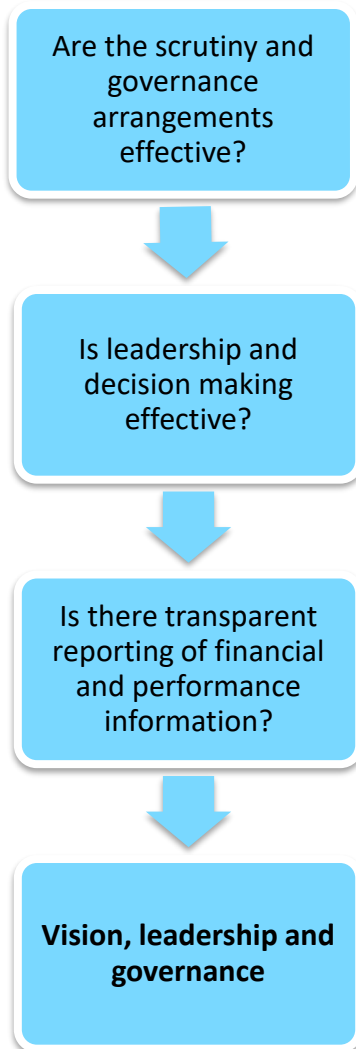 Are the scrutiny and
governance
arrangements
effective?
Is leadership and
decision making
effective?
Is there transparent
reporting of financial
and performance
information?
Vision, leadership and
governance